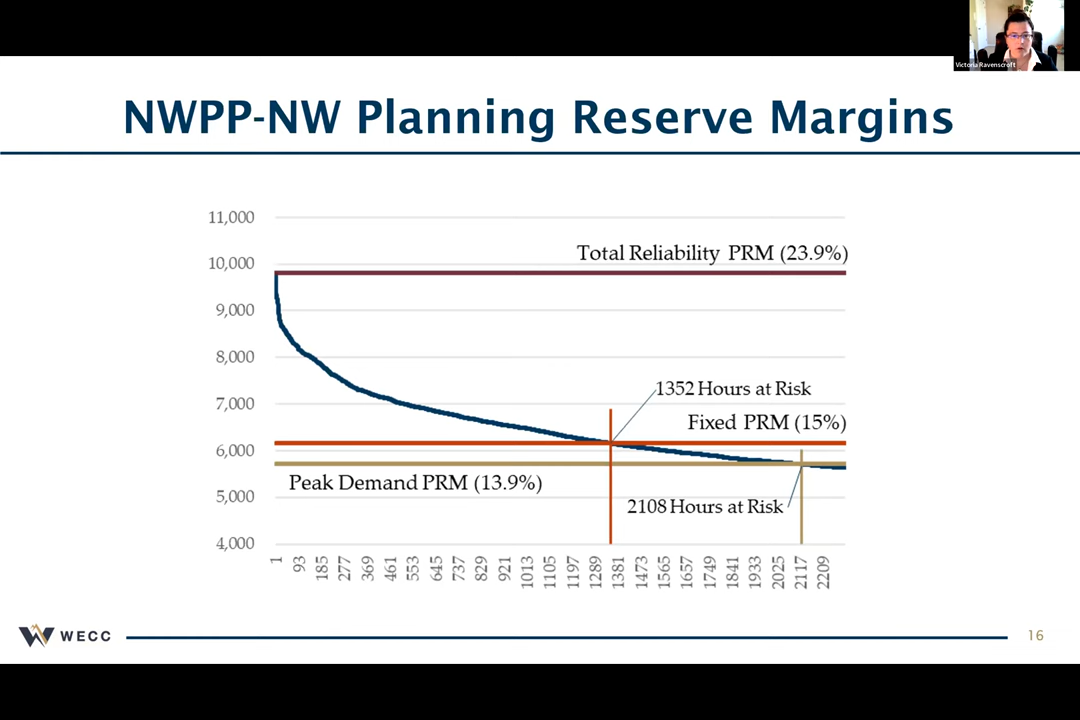 Victoria Ravenscroft
NWPP-NW Planning Reserve Margins
11,000
10,000
9,000
8,000
7,000
6,000
5,000
4,000
Total Reliability PRM (23.9%)
1352 Hours at Risk
Fixed PRM (15%)
Peak Demand PRM (13.9%)
2108 Hours at Risk
1 93 185 277 369 461 553 645 737 829 921 1013 1105 1197 1289 1381 1473 1565 1657 1749 1841 1933 2025 2117 2209
WECC
16